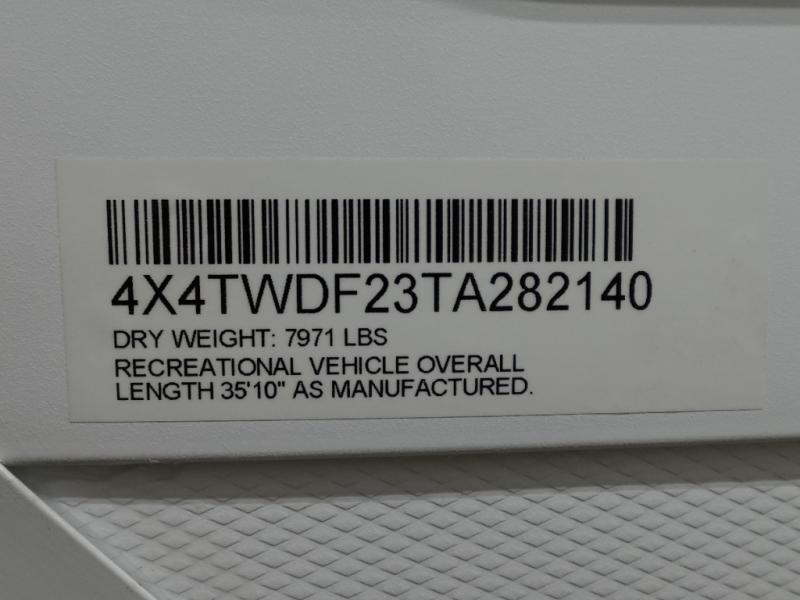 4X4TWDF23TA282140
DRY WEIGHT: 7971 LBS
RECREATIONAL VEHICLE OVERALL
LENGTH 35'10" AS MANUFACTURED.